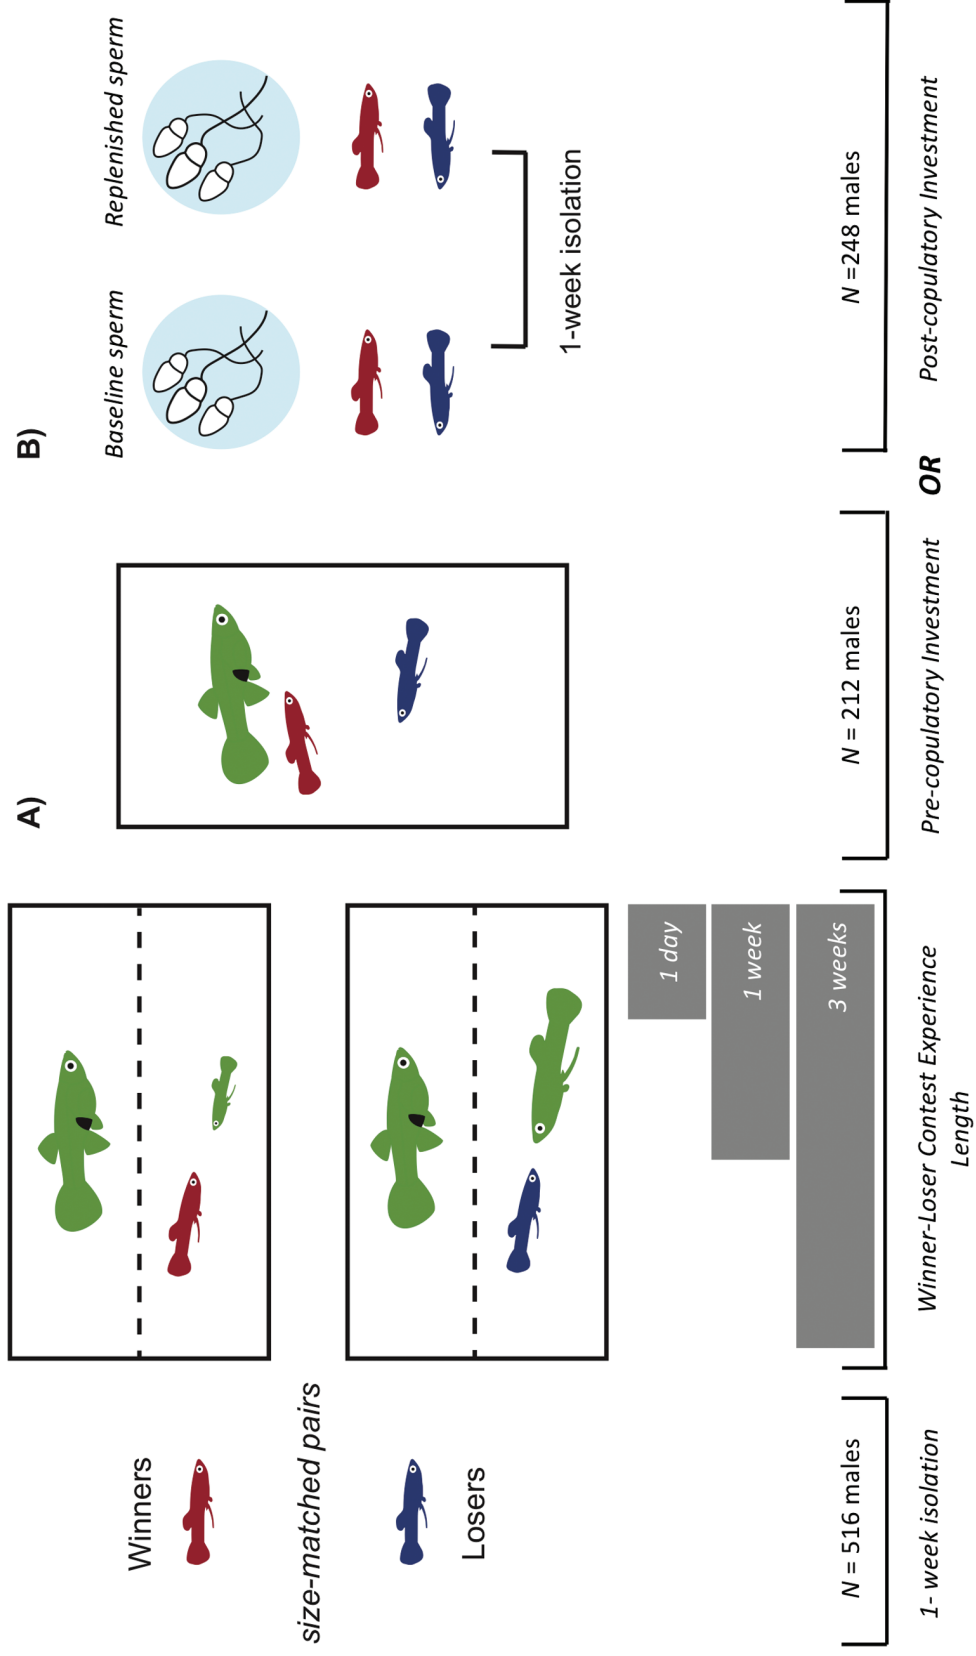 Winners
size-matched pairs
Losers
N = 516 males
1- week isolation
1 day
1 week
3 weeks
Winner-Loser Contest Experience
Length
A)
N = 212 males
Pre-copulatory Investment
OR
B)
Baseline sperm
Replenished sperm
1-week isolation
N =248 males
Post-copulatory Investment